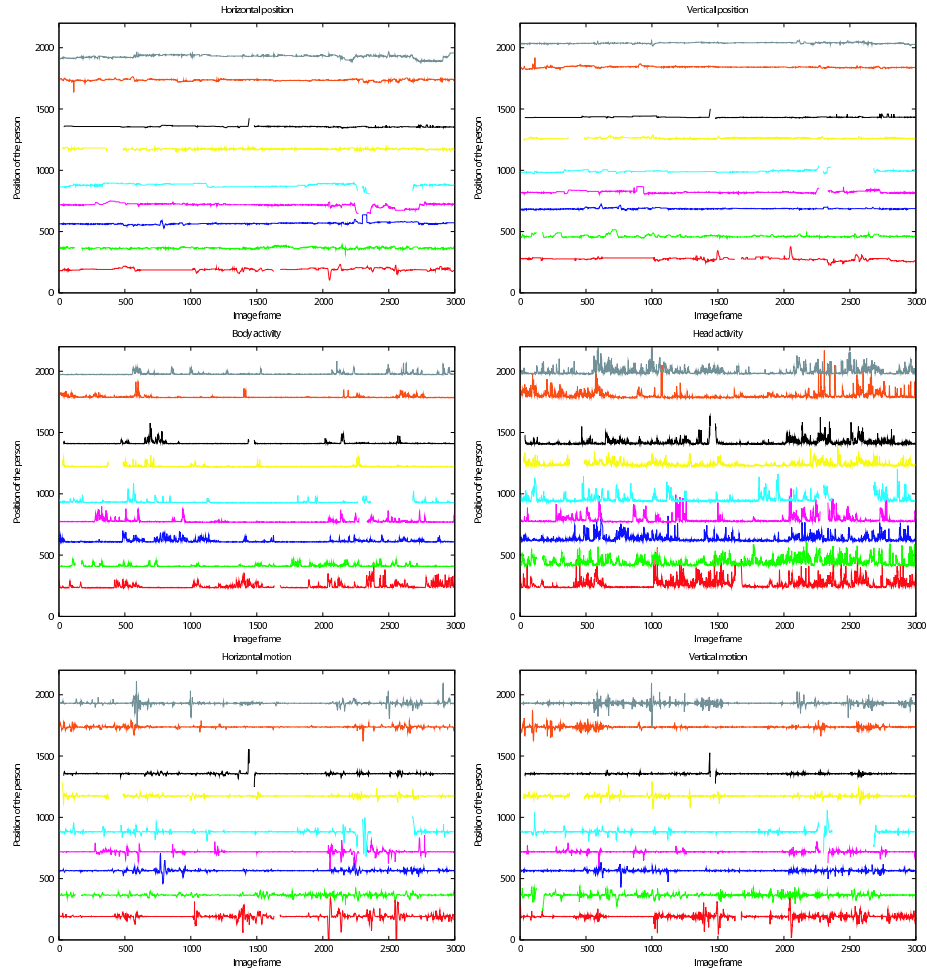 Horizontal position
Position of the person
2000
1500
1000
500
0
0 500 1000 1500 2000 2500 3000
Image frame
Vertical position
Position of the person
2000
1500
1000
500
0
0 500 1000 1500 2000 2500 3000
Image frame
Body activity
Position of the person
2000
1500
1000
500
0
0 500 1000 1500 2000 2500 3000
Image frame
Head activity
Position of the person
2000
1500
1000
500
0
0 500 1000 1500 2000 2500 3000
Image frame
Horizontal motion
Position of the person
2000
1500
1000
500
0
0 500 1000 1500 2000 2500 3000
Image frame
Vertical motion
Position of the person
2000
1500
1000
500
0
0 500 1000 1500 2000 2500 3000
Image frame